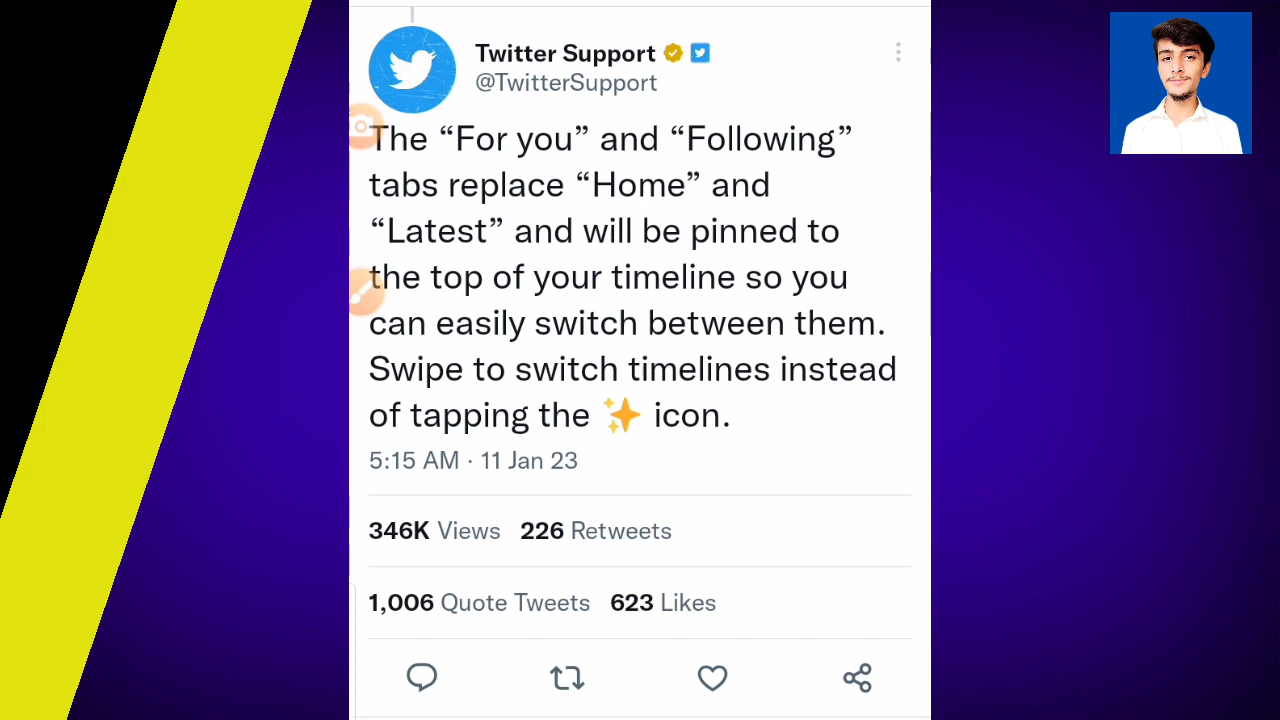 Twitter Support
@TwitterSupport
The “For you” and “Following”
tabs replace “Home” and
“Latest” and will be pinned to
the top of your timeline so you
can easily switch between them.
Swipe to switch timelines instead
of tapping the ✨ icon.
5:15 AM · 11 Jan 23
346K Views 226 Retweets
1,006 Quote Tweets 623 Likes